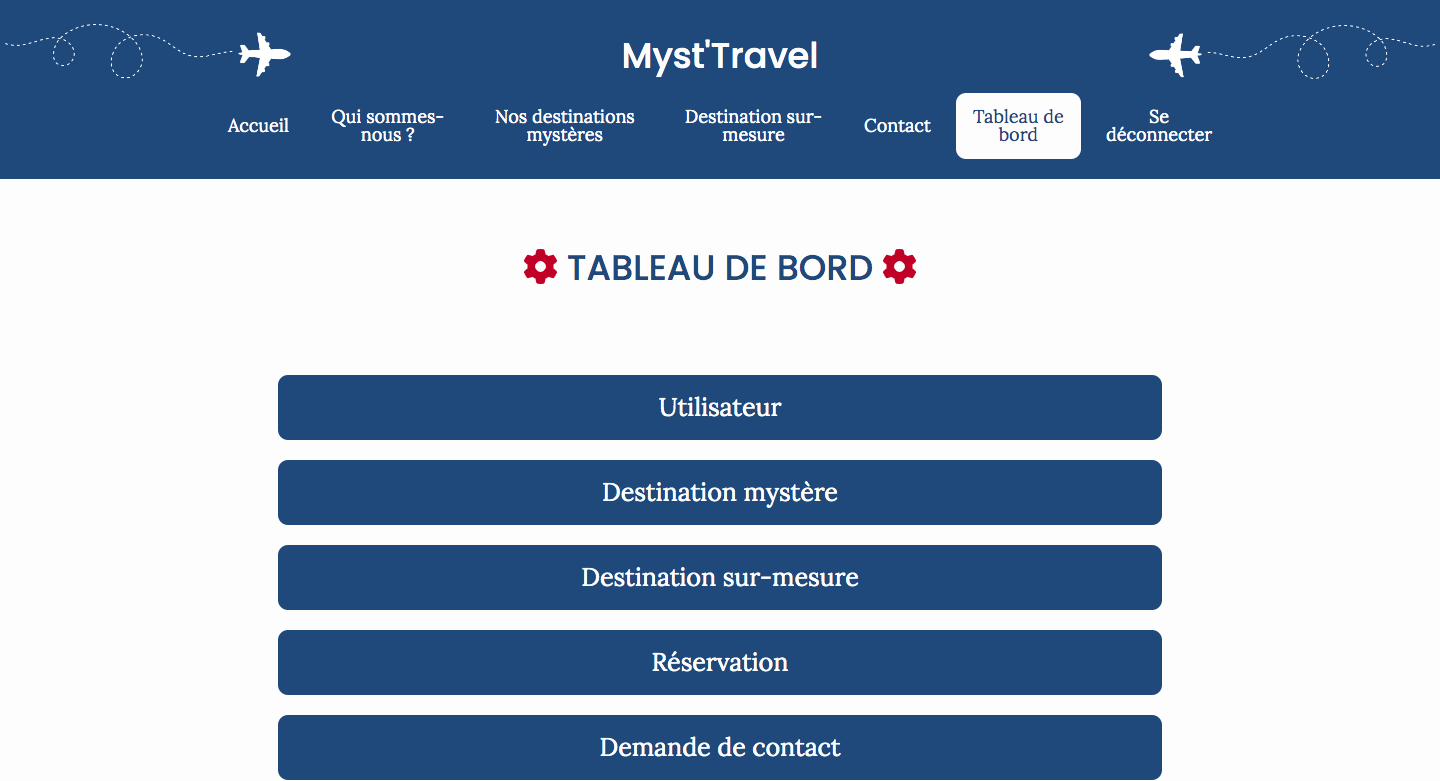 Myst'Travel
Accueil
Qui sommes-
nous ?
Nos destinations
mystères
Destination sur-
mesure
Contact
Tableau de
bord
Se
déconnecter
TABLEAU DE BORD
Utilisateur
Destination mystère
Destination sur-mesure
Réservation
Demande de contact